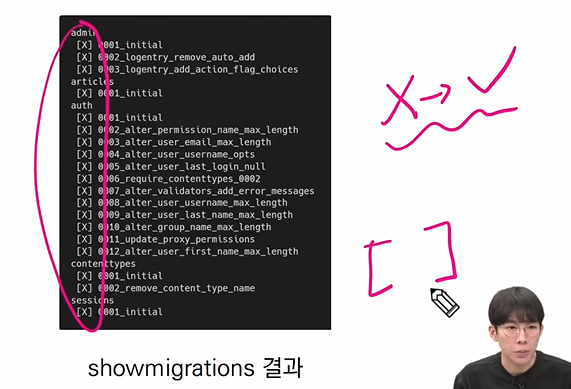 admin
[X] 0001_initial
[X] 0002_logentry_remove_auto_add
[X] 0003_logentry_add_action_flag_choices
articles
[X] 0001_initial
auth
[X] 0001_initial
[X] 0002_alter_permission_name_max_length
[X] 0003_alter_user_email_max_length
[X] 0004_alter_user_username_opts
[X] 0005_alter_user_last_login_null
[X] 0006_require_contenttypes_0002
[X] 0007_alter_validators_add_error_messages
[X] 0008_alter_user_username_max_length
[X] 0009_alter_user_last_name_max_length
[X] 0010_alter_group_name_max_length
[X] 0011_update_proxy_permissions
[X] 0012_alter_user_first_name_max_length
contenttypes
[X] 0001_initial
[X] 0002_remove_content_type_name
sessions
[X] 0001_initial
X → ✓
[ ]
showmigrations 결과